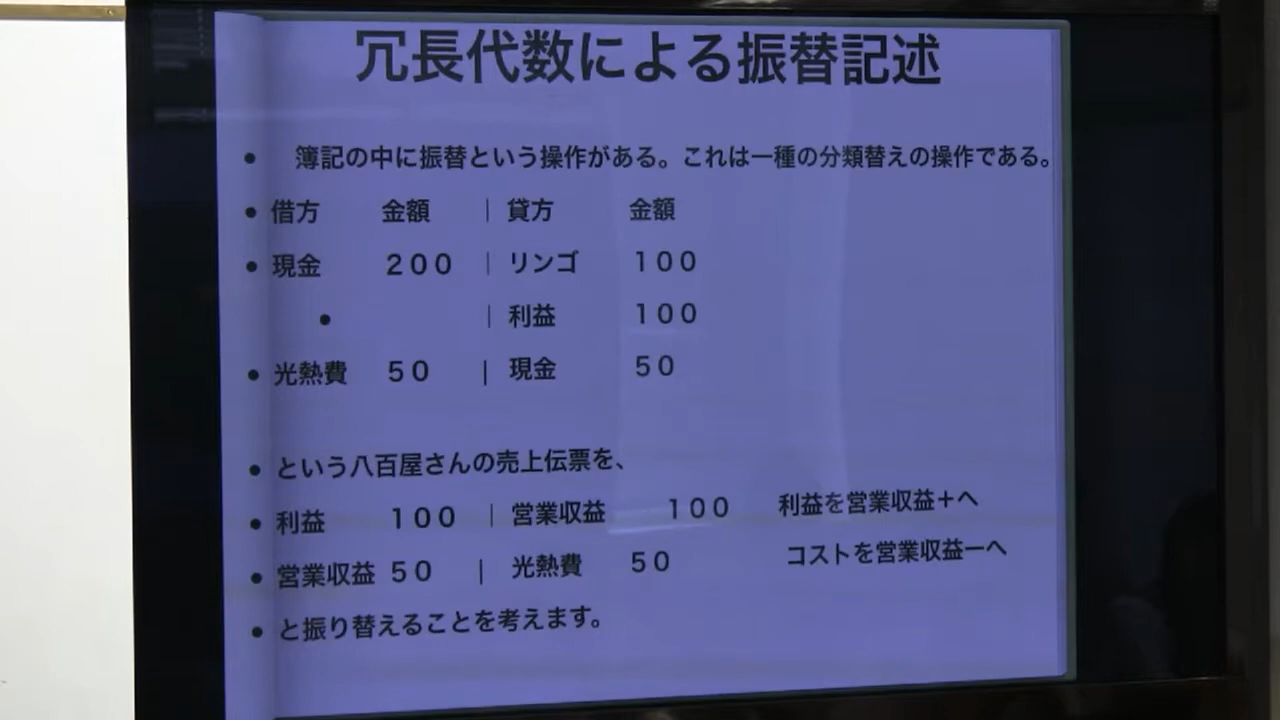 冗長代数による振替記述
• 簿記の中に振替という操作がある。これは一種の分類替えの操作である。
• 借方 金額 | 貸方 金額
• 現金 200 | リンゴ 100
• | 利益 100
• 光熱費 50 | 現金 50
• という八百屋さんの売上伝票を、
• 利益 100 | 営業収益 100 利益を営業収益+へ
• 営業収益 50 | 光熱費 50 コストを営業収益ーへ
• と振り替えることを考えます。